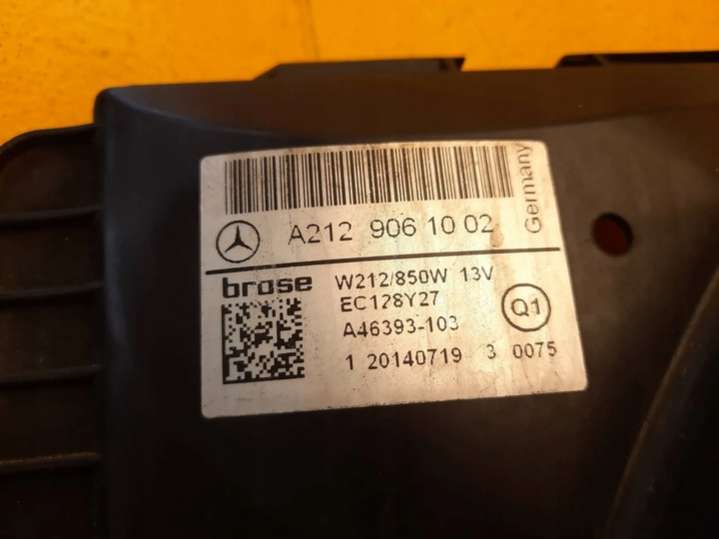 A212 906 10 02
Germany
brose
W212/850W 13V
EC128Y27
A46393-103
Q1
1 20140719 3 0075